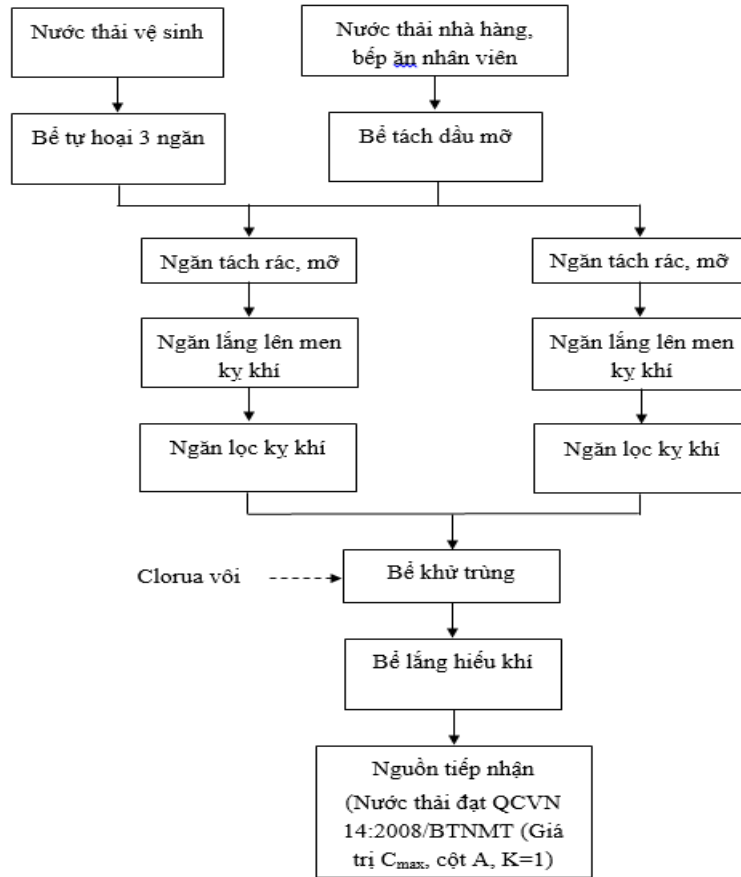 Nước thải vệ sinh
Nước thải nhà hàng,
bếp ăn nhân viên
Bể tự hoại 3 ngăn
Bể tách dầu mỡ
Ngăn tách rác, mỡ
Ngăn tách rác, mỡ
Ngăn lắng lên men
kỵ khí
Ngăn lắng lên men
kỵ khí
Ngăn lọc kỵ khí
Ngăn lọc kỵ khí
Clorua vôi
Bể khử trùng
Bể lắng hiếu khí
Nguồn tiếp nhận
(Nước thải đạt QCVN
14:2008/BTNMT (Giá
trị Cmax, cột A, K=1)